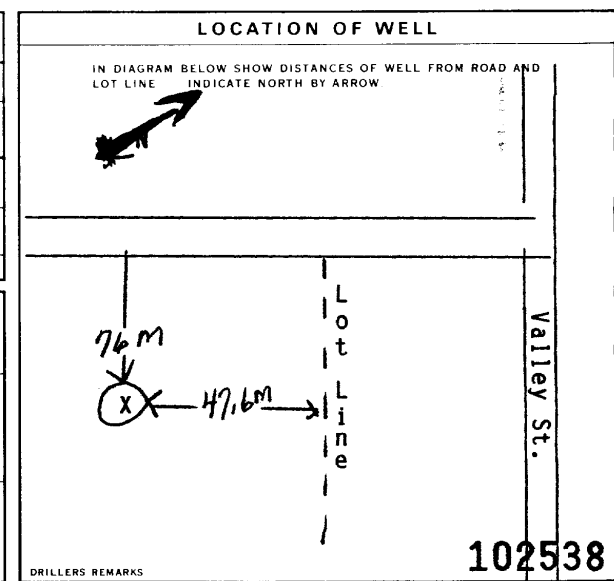 LOCATION OF WELL
IN DIAGRAM BELOW SHOW DISTANCES OF WELL FROM ROAD AND
LOT LINE INDICATE NORTH BY ARROW
N
76 M
X
47,6M
Lot Line
Valley St.
DRILLERS REMARKS
102538